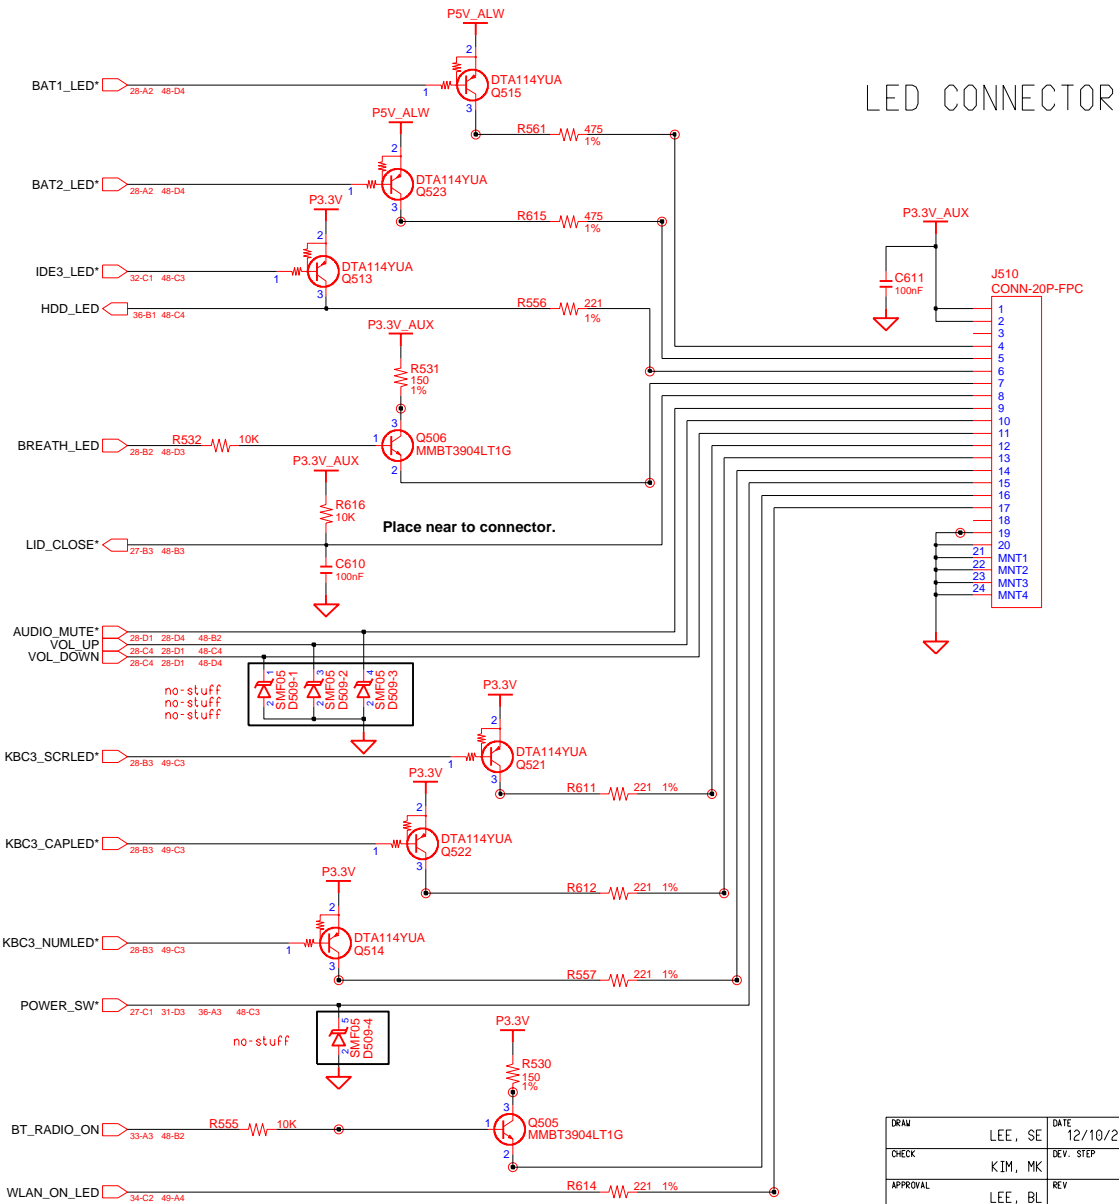 LED CONNECTOR
P5V_ALW
2
DTA114YUA
Q515
BAT1_LED*
28-A2 48-D4
1
3
R561 475
1%
P5V_ALW
2
DTA114YUA
Q523
BAT2_LED*
28-A2 48-D4
1
3
R615 475
1%
P3.3V
2
DTA114YUA
Q513
IDE3_LED*
32-C1 48-C3
1
3
HDD_LED
36-B1 48-C4
R556 221
1%
P3.3V_AUX
C611
100nF
J510
CONN-20P-FPC
1
2
3
4
5
6
7
8
9
10
11
12
13
14
15
16
17
18
19
20
21 MNT1
22 MNT2
23 MNT3
24 MNT4
P3.3V_AUX
R531
150
1%
3
Q506
MMBT3904LT1G
BREATH_LED
28-B2 48-D3
R532 10K
1
2
P3.3V_AUX
R616
10K
Place near to connector.
LID_CLOSE*
27-B3 48-B3
C610
100nF
AUDIO_MUTE*
28-D1 28-D4 48-B2
VOL_UP
28-C4 28-D1 48-C4
VOL_DOWN
28-C4 28-D1 48-D4
no-stuff
no-stuff
no-stuff
1
2
SMF05
D509-1
3
2
SMF05
D509-2
4
2
SMF05
D509-3
P3.3V
2
DTA114YUA
Q521
KBC3_SCRLED*
28-B3 49-C3
1
3
R611 221 1%
P3.3V
2
DTA114YUA
Q522
KBC3_CAPLED*
28-B3 49-C3
1
3
R612 221 1%
P3.3V
2
DTA114YUA
Q514
KBC3_NUMLED*
28-B3 49-C3
1
3
R557 221 1%
POWER_SW*
27-C1 31-D3 36-A3 48-C3
no-stuff
5
2
SMF05
D509-4
P3.3V
R530
150
1%
3
Q505
MMBT3904LT1G
BT_RADIO_ON
33-A3 48-B2
R555 10K
1
2
WLAN_ON_LED
34-C2 49-A4
R614 221 1%
DRAW
LEE, SE
DATE
12/10/2
CHECK
KIM, MK
DEV. STEP
APPROVAL
LEE, BL
REV